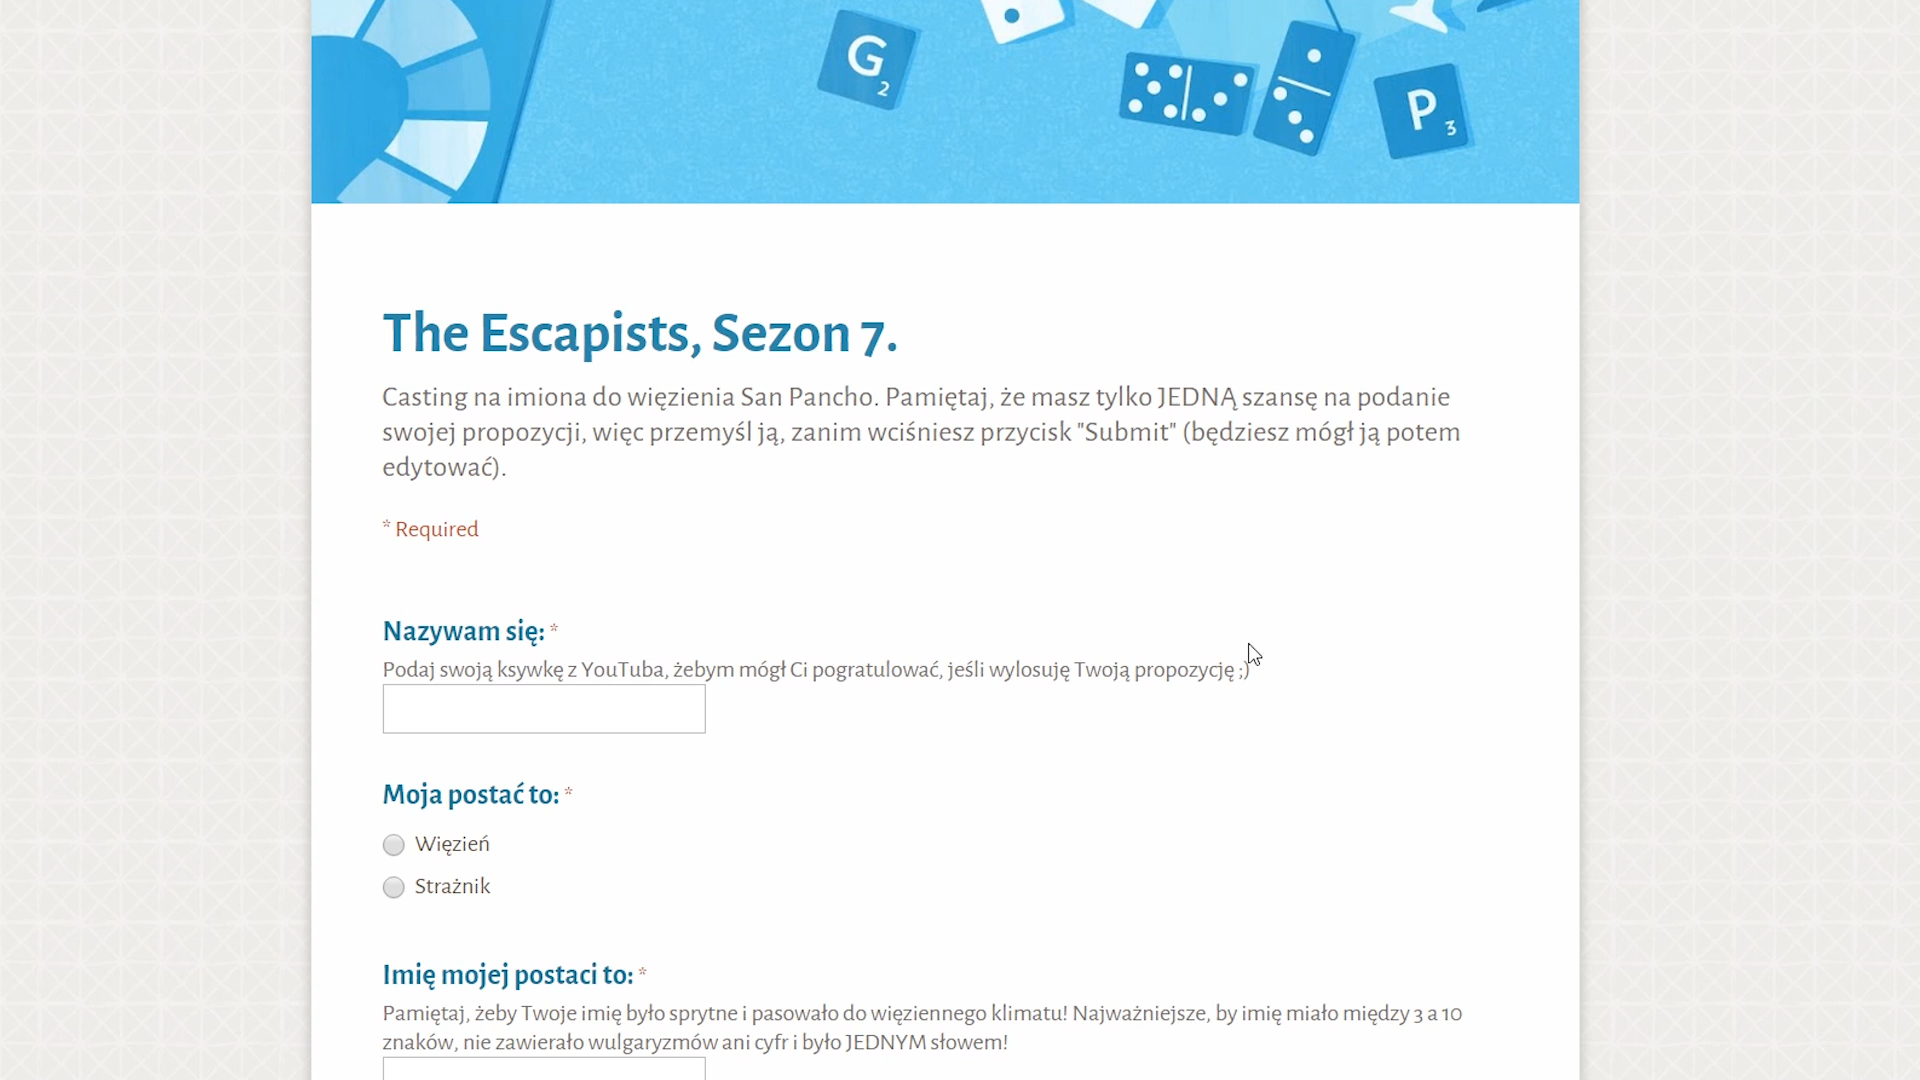 G
2
P
3
The Escapists, Sezon 7.
Casting na imiona do więzienia San Pancho. Pamiętaj, że masz tylko JEDNĄ szansę na podanie
swojej propozycji, więc przemyśl ją, zanim wciśniesz przycisk "Submit" (będziesz mógł ją potem
edytować).
* Required
Nazywam się: *
Podaj swoją ksywkę z YouTuba, żebym mógł Ci pogratulować, jeśli wylosuję Twoją propozycję ;)
Moja postać to: *
Więzień
Strażnik
Imię mojej postaci to: *
Pamiętaj, żeby Twoje imię było sprytne i pasowało do więziennego klimatu! Najważniejsze, by imię miało między 3 a 10
znaków, nie zawierało wulgaryzmów ani cyfr i było JEDNYM słowem!